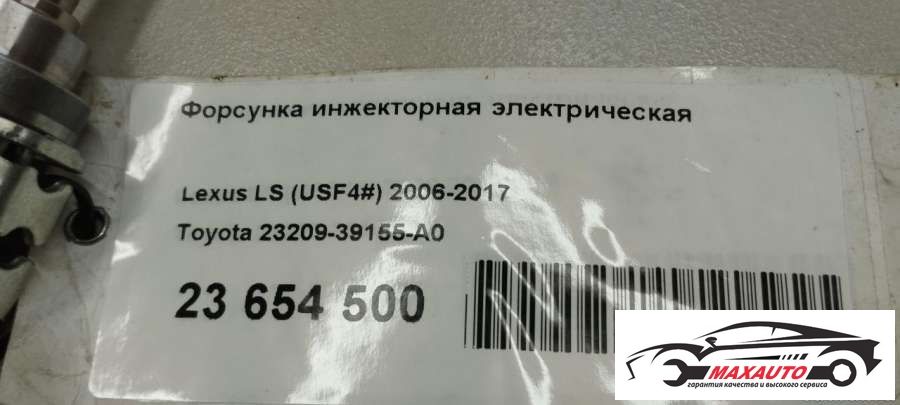 Форсунка инжекторная электрическая
Lexus LS (USF4#) 2006-2017
Toyota 23209-39155-A0
23 654 500
MAXAUTO
гарантия качества и высокого сервиса